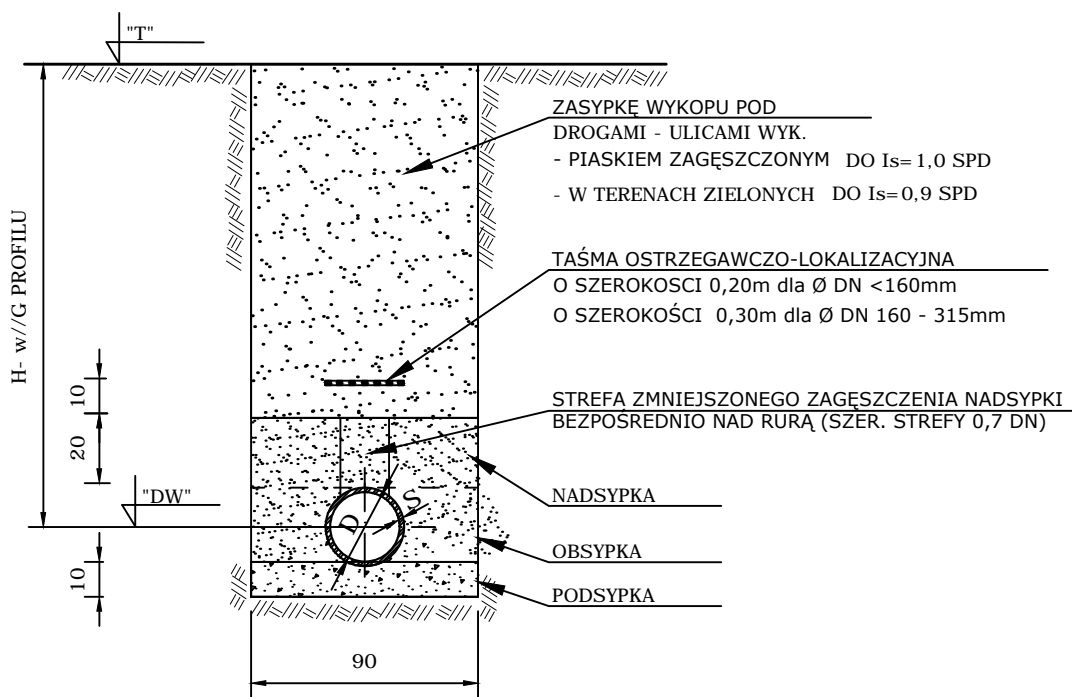 "T"
ZASYPKĘ WYKOPU POD
DROGAMI - ULICAMI WYK.
- PIASKIEM ZAGĘSZCZONYM DO Is=1,0 SPD
- W TERENACH ZIELONYCH DO Is=0,9 SPD
TAŚMA OSTRZEGAWCZO-LOKALIZACYJNA
O SZEROKOSCI 0,20m dla Ø DN <160mm
O SZEROKOŚCI 0,30m dla Ø DN 160 - 315mm
H- w//G PROFILU
10
STREFA ZMNIEJSZONEGO ZAGĘSZCZENIA NADSYPKI
BEZPOŚREDNIO NAD RURĄ (SZER. STREFY 0,7 DN)
20
"DW"
D
S
NADSYPKA
OBSYPKA
10
PODSYPKA
90